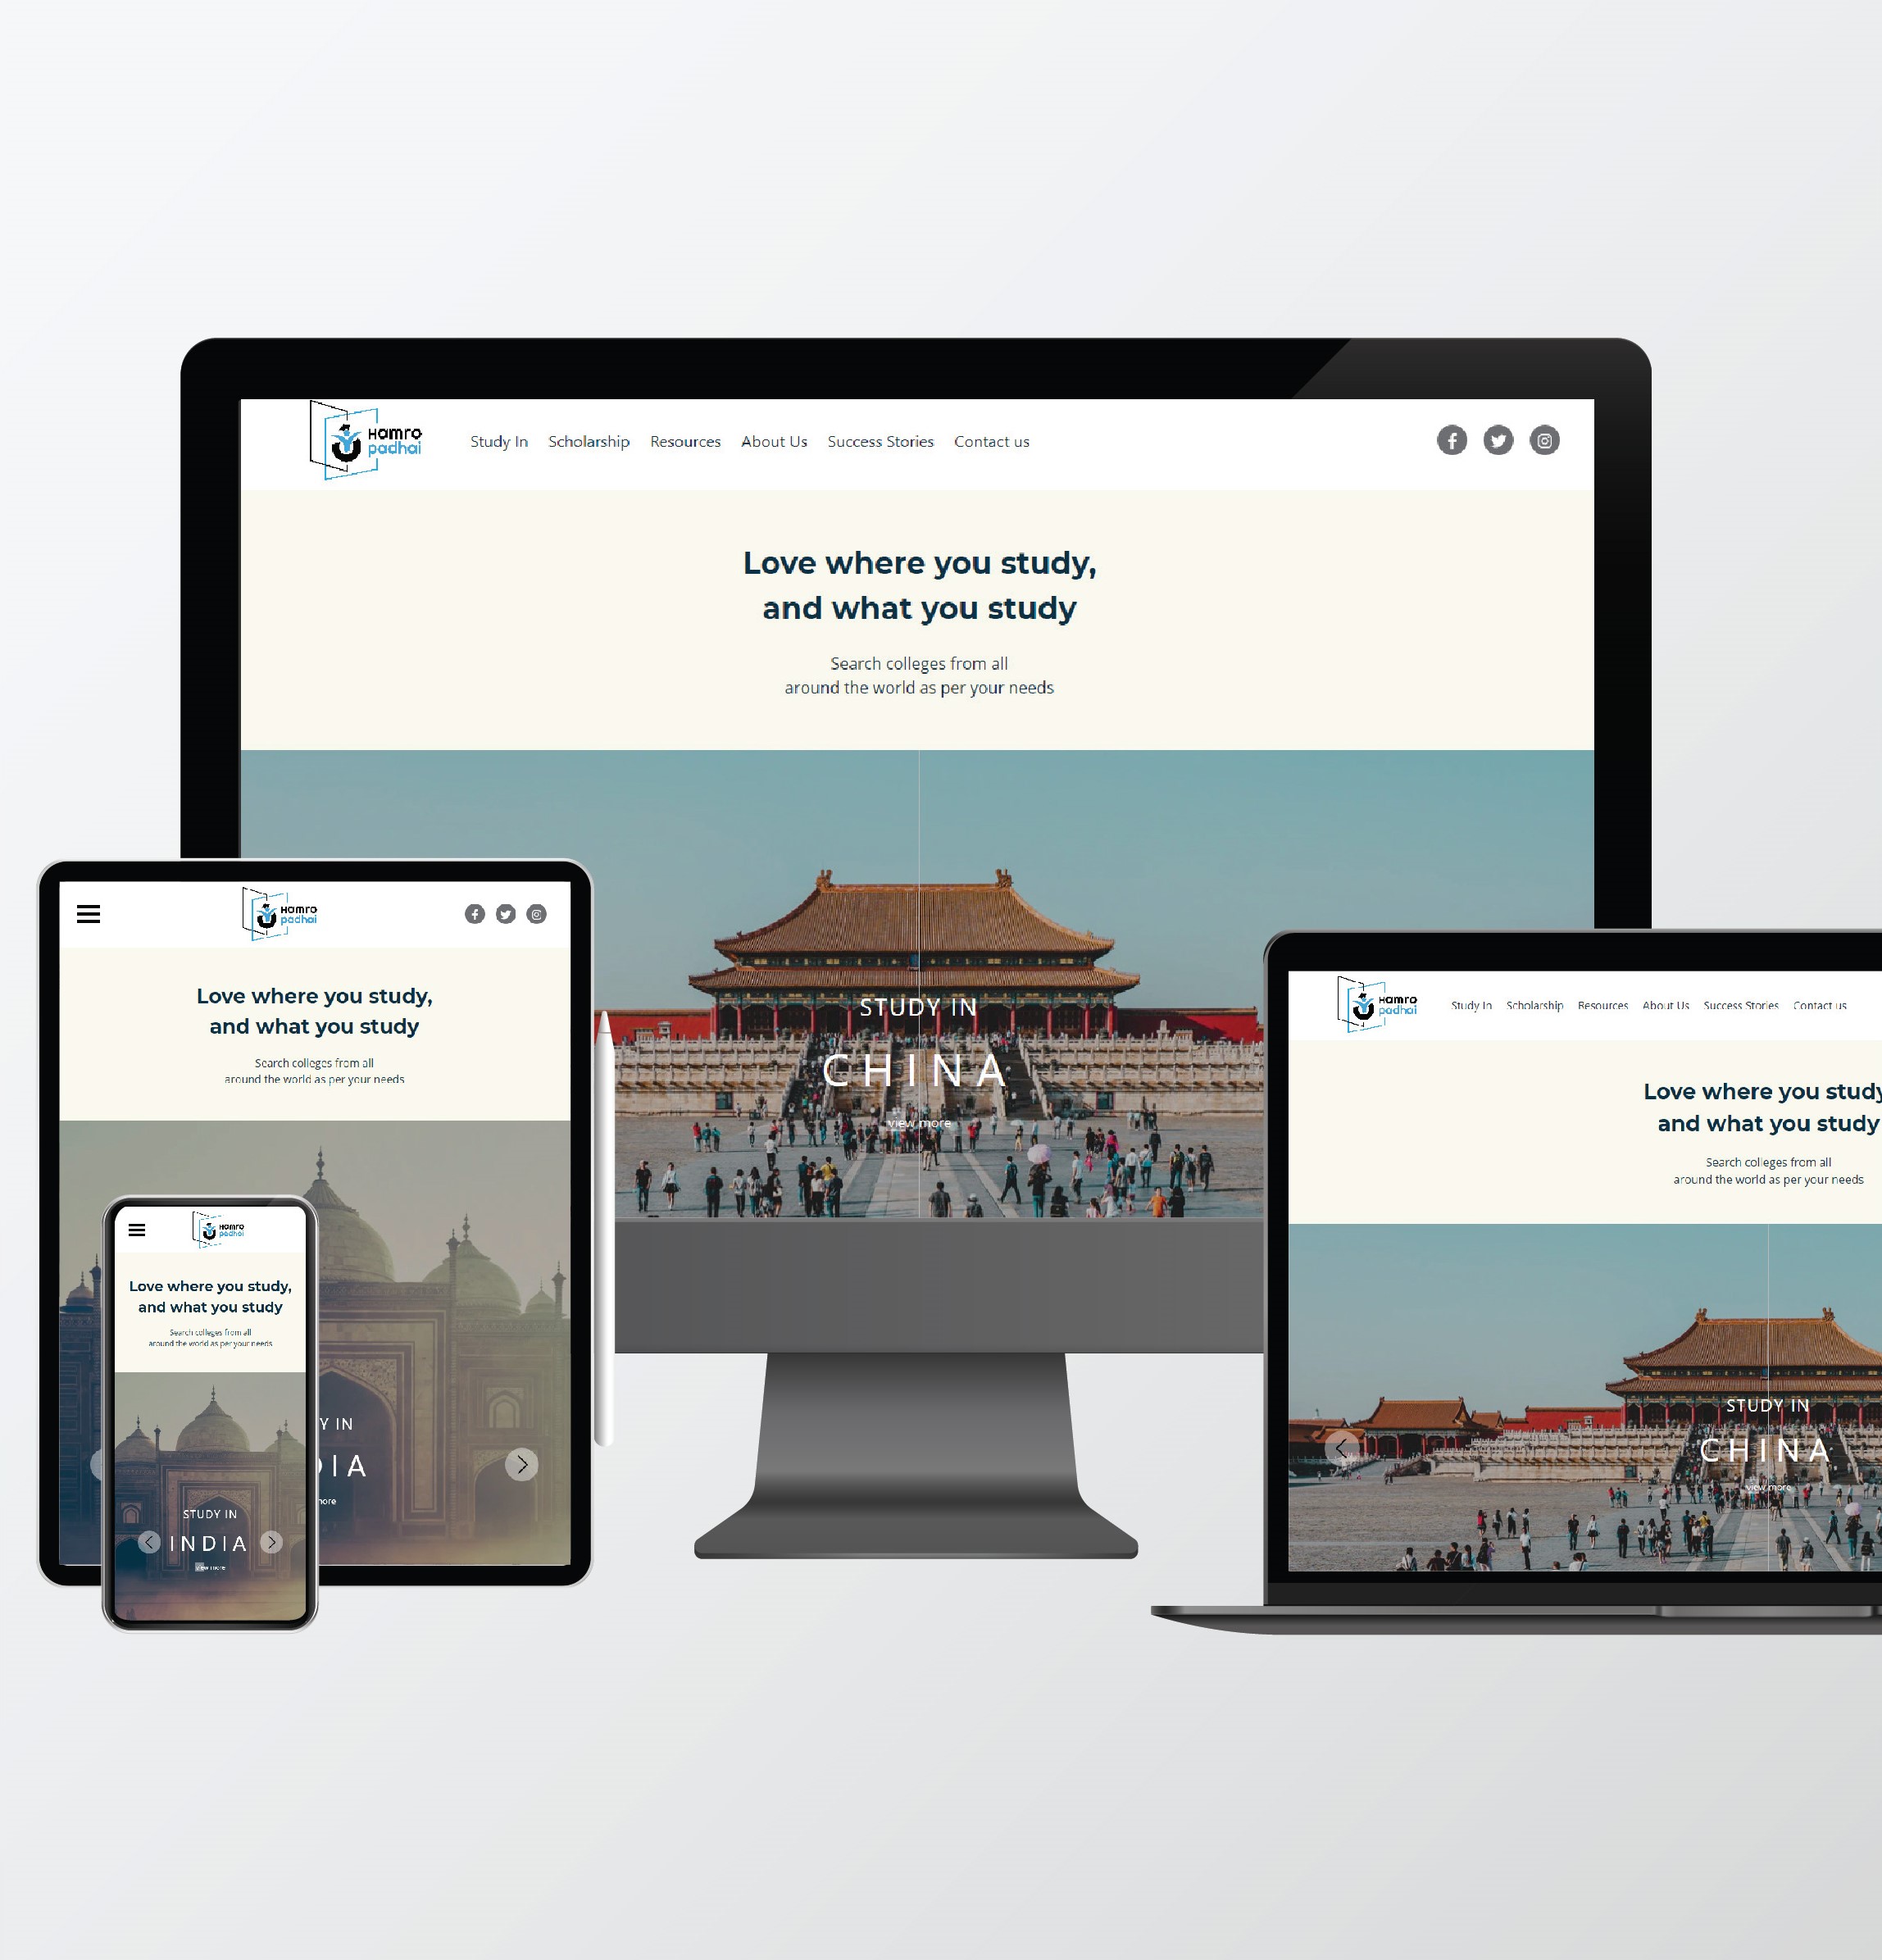 Hamro
padhai
Study In Scholarship Resources About Us Success Stories Contact us
Love where you study,
and what you study
Search colleges from all
around the world as per your needs
STUDY IN
CHINA
view more
Hamro
padhai
Love where you study,
and what you study
Search colleges from all
around the world as per your needs
Y IN
DIA
more
Hamro
padhai
Love where you study,
and what you study
Search colleges from all
around the world as per your needs
STUDY IN
INDIA
view more
Hamro
padhai
Study In Scholarship Resources About Us Success Stories Contact us
Love where you study
and what you study
Search colleges from all
around the world as per your needs
STUDY IN
CHINA
view more